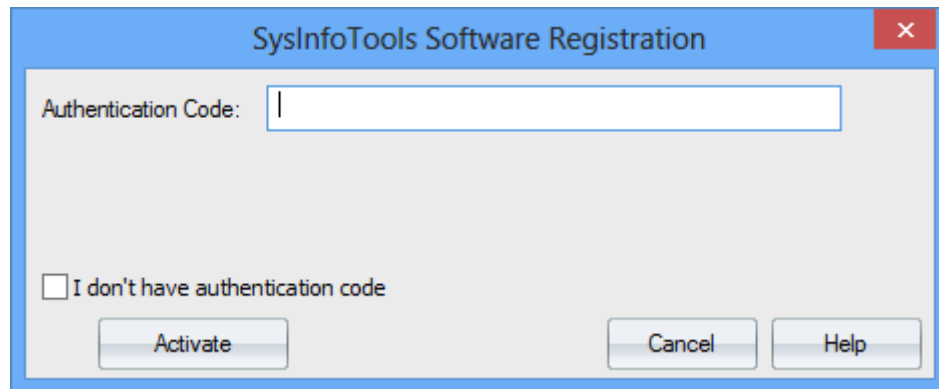 SysInfoTools Software Registration
Authentication Code:
I don't have authentication code
Activate Cancel Help